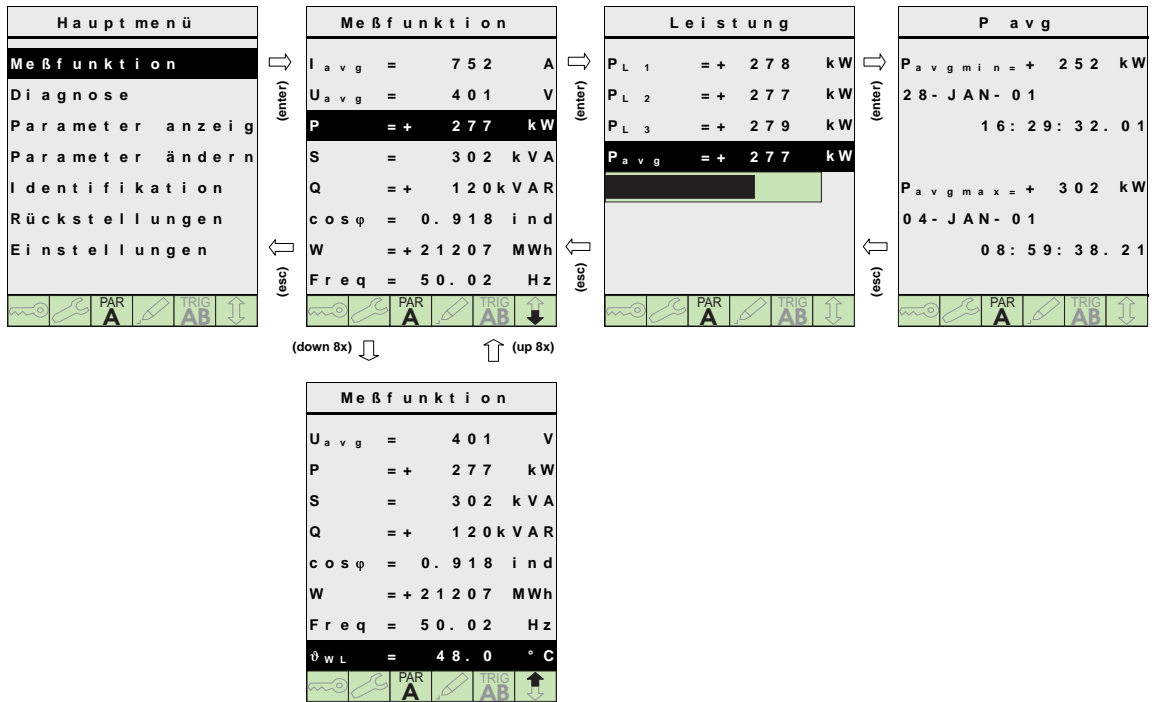 Hauptmenü
Meßfunktion
Diagnose
Parameter anzeig
Parameter ändern
Identifikation
Rückstellungen
Einstellungen
PAR A TRIG AB
(enter)
(esc)
Meßfunktion
Iavg = 752 A
Uavg = 401 V
P =+ 277 kW
S = 302 kVA
Q =+ 120kVAR
cosφ = 0.918 ind
W =+21207 MWh
Freq = 50.02 Hz
PAR A TRIG AB
(enter)
(esc)
Leistung
PL1 =+ 278 kW
PL2 =+ 277 kW
PL3 =+ 279 kW
Pavg =+ 277 kW
PAR A TRIG AB
(enter)
(esc)
P avg
Pavgmin=+ 252 kW
28-JAN-01
16:29:32.01
Pavgmax=+ 302 kW
04-JAN-01
08:59:38.21
PAR A TRIG AB
(down 8x) (up 8x)
Meßfunktion
Uavg = 401 V
P =+ 277 kW
S = 302 kVA
Q =+ 120kVAR
cosφ = 0.918 ind
W =+21207 MWh
Freq = 50.02 Hz
ϑWL = 48.0 °C
PAR A TRIG AB